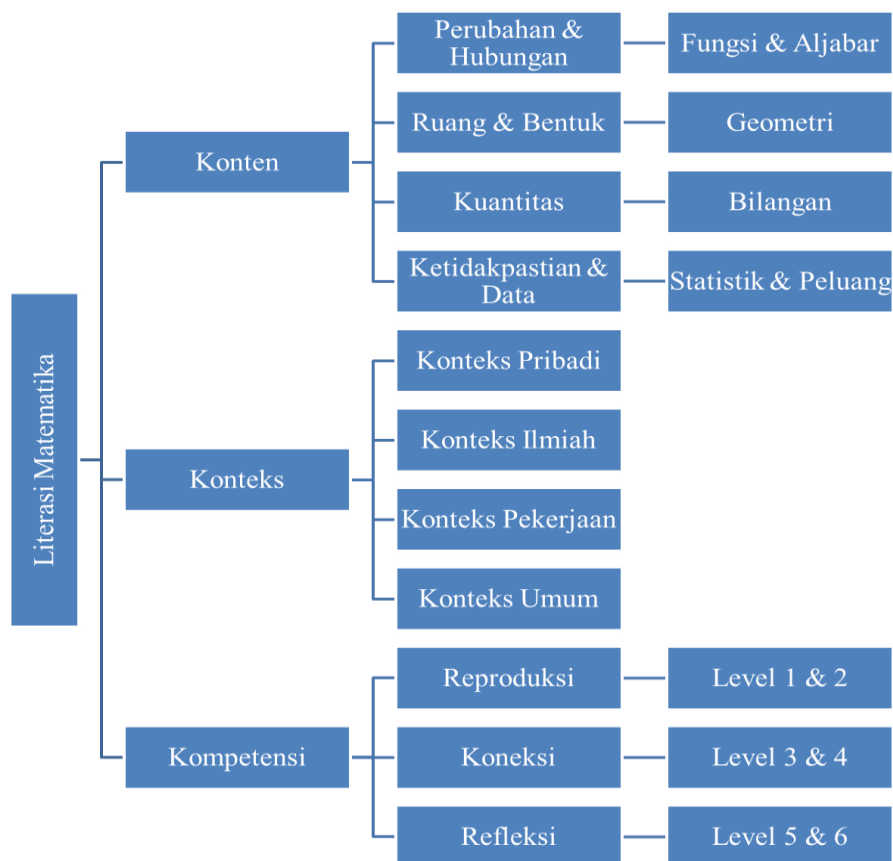 Literasi Matematika
Konten
Perubahan &
Hubungan
Fungsi & Aljabar
Ruang & Bentuk
Geometri
Kuantitas
Bilangan
Ketidakpastian &
Data
Statistik & Peluang
Konteks
Konteks Pribadi
Konteks Ilmiah
Konteks Pekerjaan
Konteks Umum
Kompetensi
Reproduksi
Level 1 & 2
Koneksi
Level 3 & 4
Refleksi
Level 5 & 6